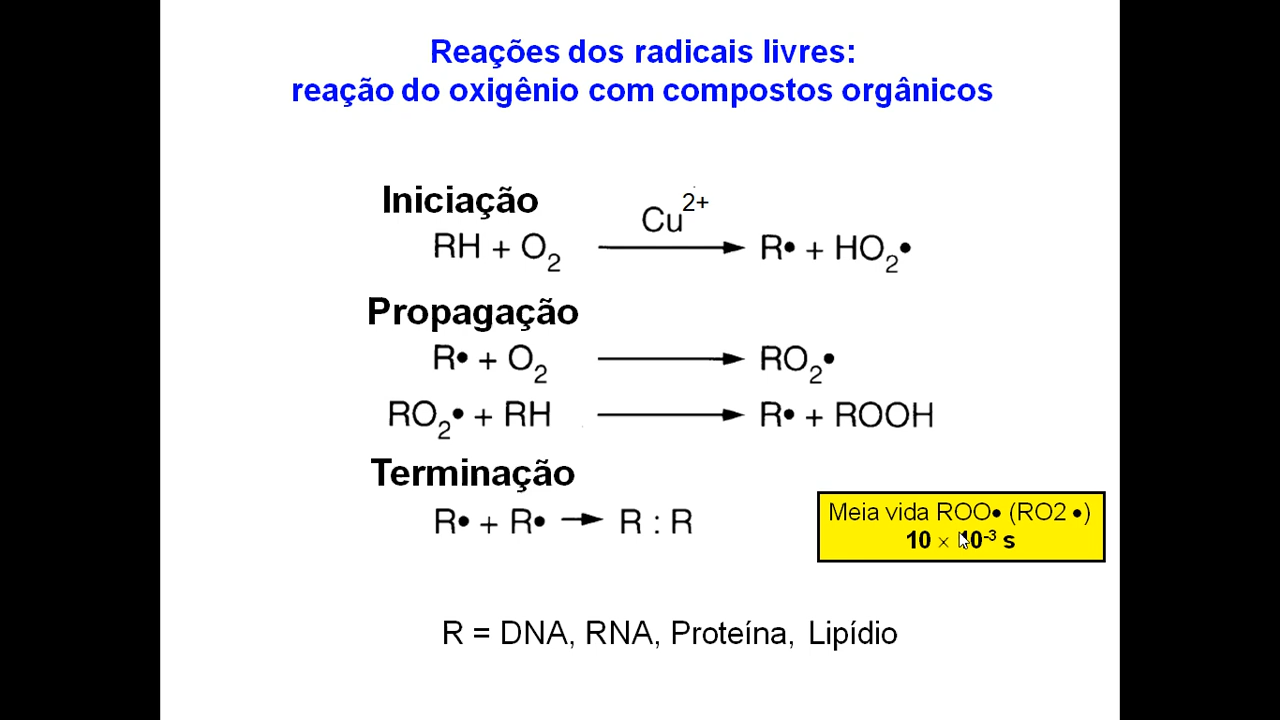 Reações dos radicais livres:
reação do oxigênio com compostos orgânicos
Iniciação
Cu²⁺
RH + O₂ → R• + HO₂•
Propagação
R• + O₂ → RO₂•
RO₂• + RH → R• + ROOH
Terminação
R• + R• → R : R
Meia vida ROO• (RO2 •)
10 × 10⁻³ s
R = DNA, RNA, Proteína, Lipídio